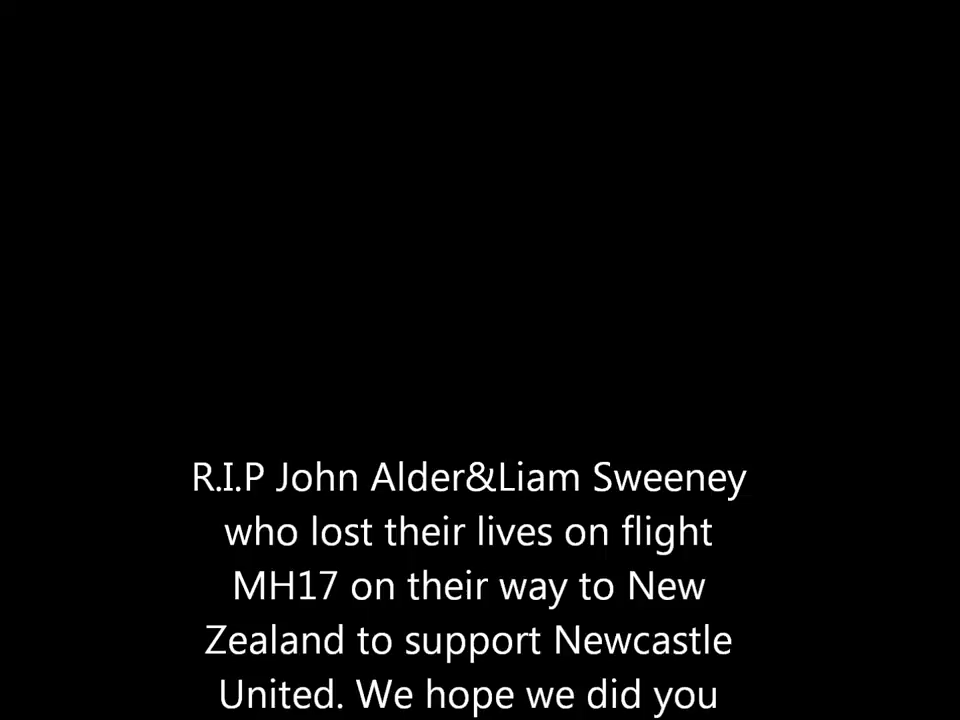 R.I.P John Alder&Liam Sweeney
who lost their lives on flight
MH17 on their way to New
Zealand to support Newcastle
United. We hope we did you